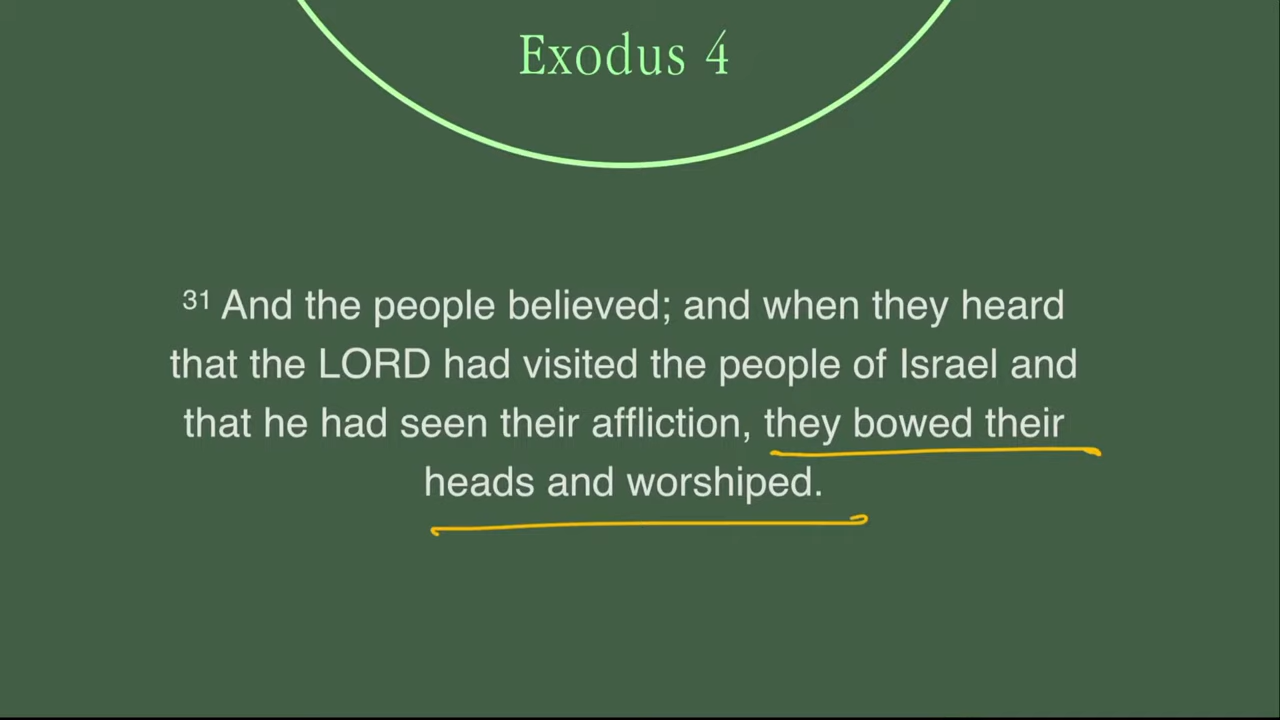 Exodus 4
31 And the people believed; and when they heard
that the LORD had visited the people of Israel and
that he had seen their affliction, they bowed their
heads and worshiped.